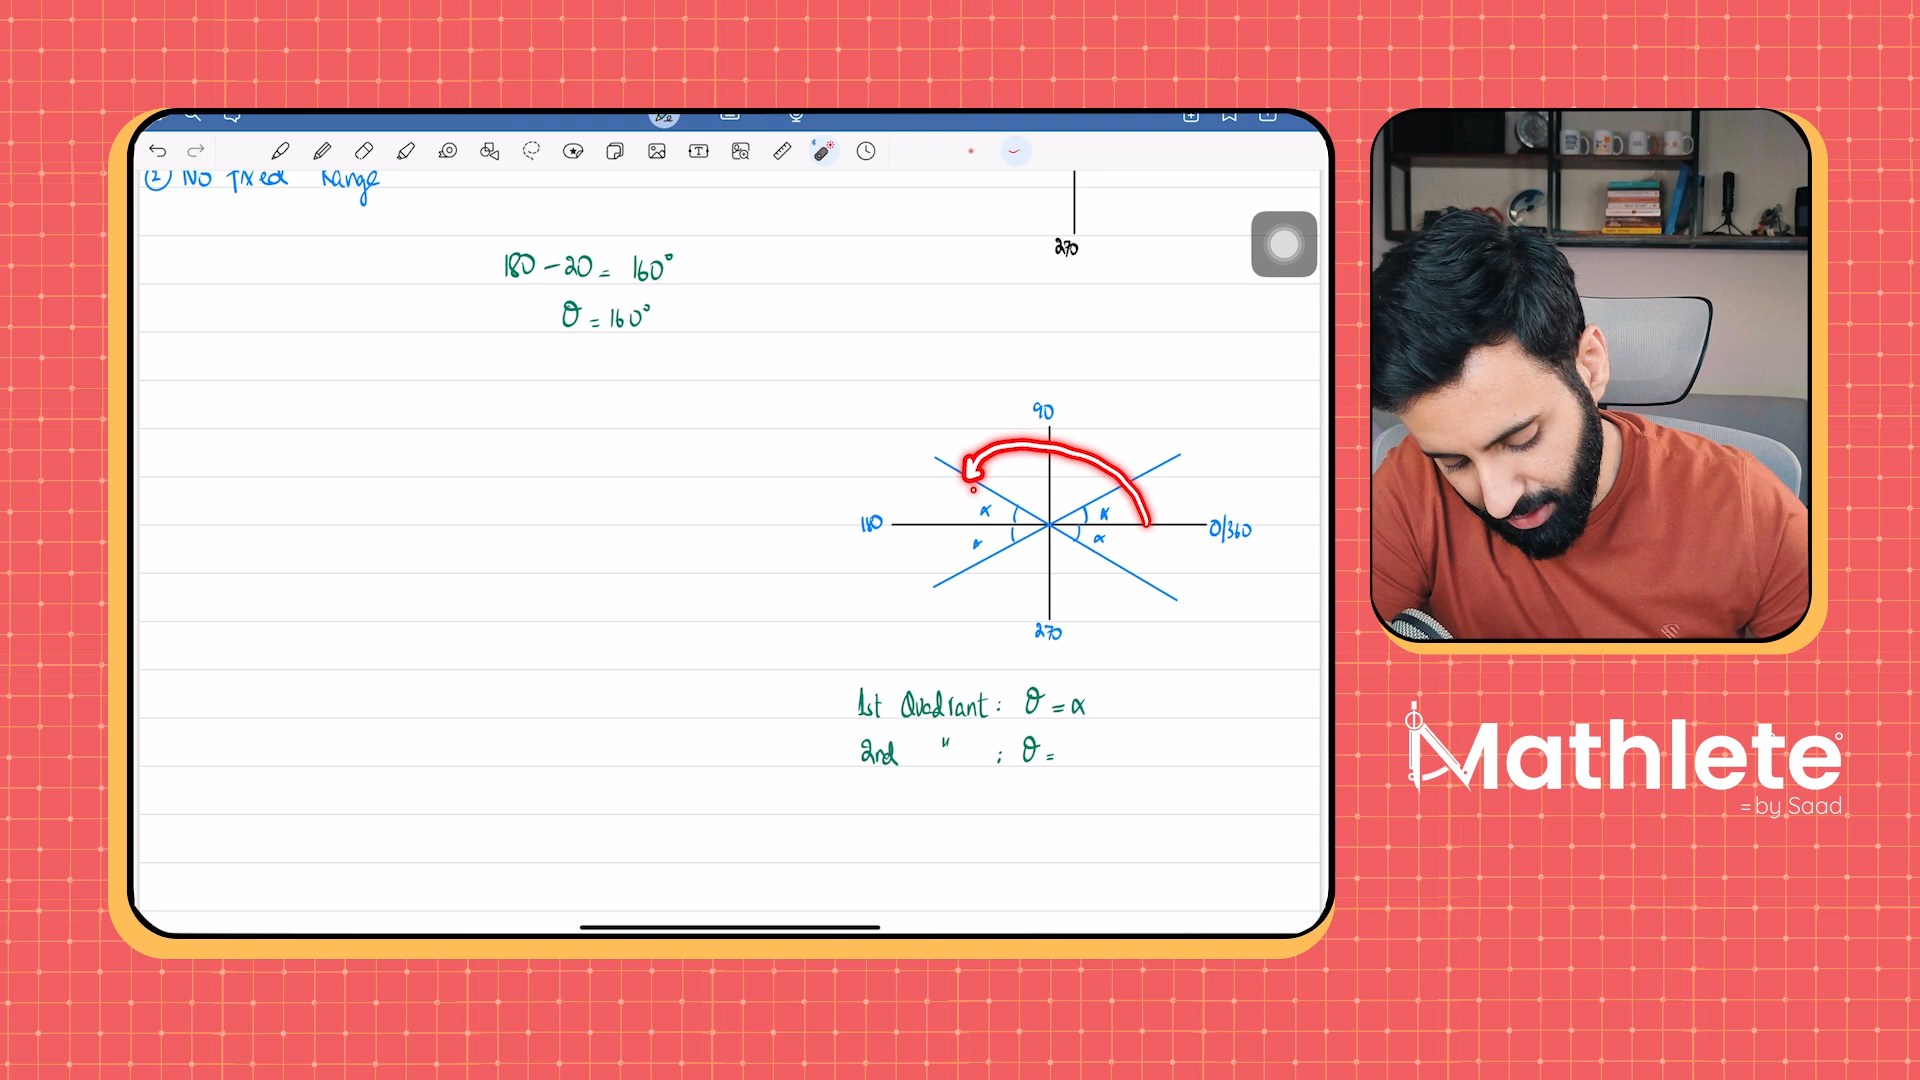 ② No fixed Range
270
180 - 20 = 160°
θ = 160°
90
α α
180 0/360
α α
270
1st Quadrant : θ = α
2nd " : θ =
Mathlete
= by Saad